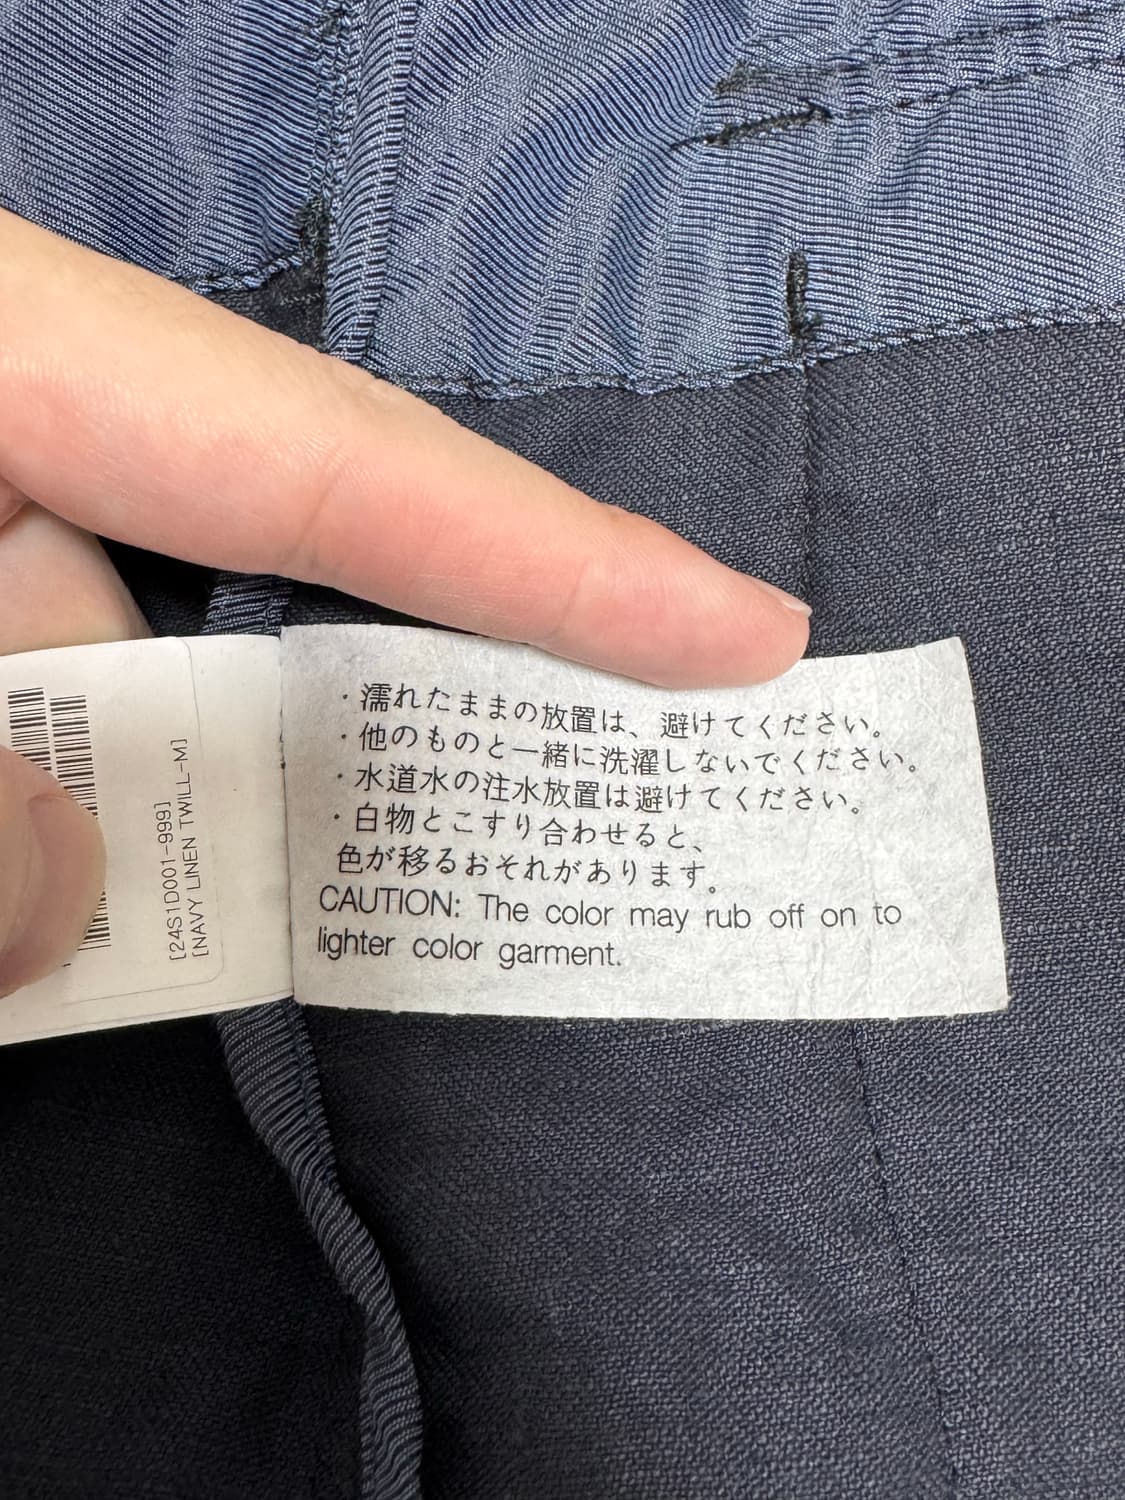 [24S1D001-999]
[NAVY LINEN TWILL-M]
・濡れたままの放置は、避けてください。
・他のものと一緒に洗濯しないでください。
・水道水の注水放置は避けてください。
・白物とこすり合わせると、
色が移るおそれがあります。
CAUTION: The color may rub off on to
lighter color garment.